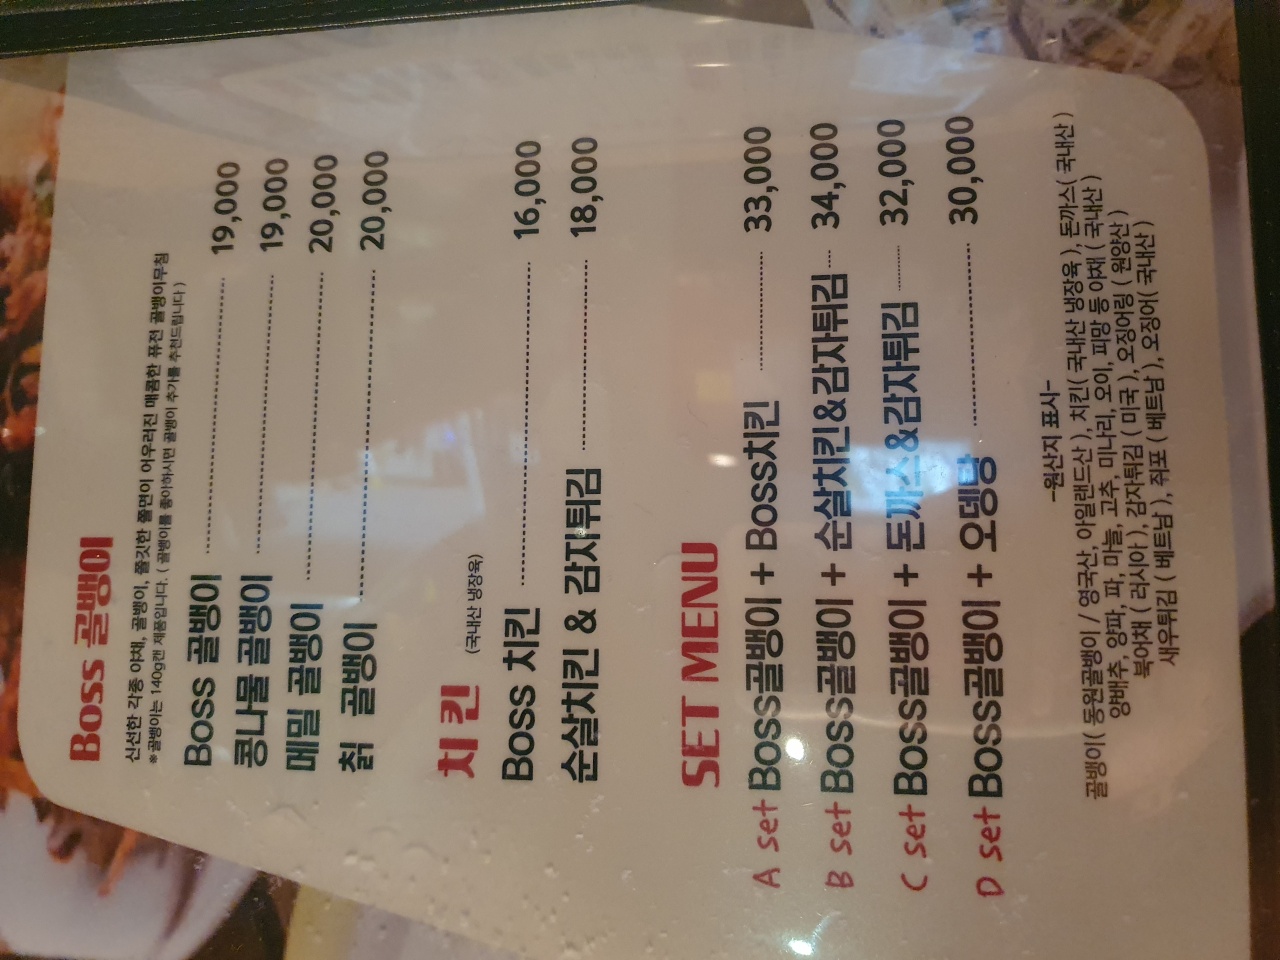 Boss 골뱅이
신선한 각종 야채, 골뱅이, 쫄깃한 쫄면이 어우러진 매콤한 퓨전 골뱅이무침
※골뱅이는 140g캔 제품입니다. ( 골뱅이를 좋아하시면 골뱅이 추가를 추천드립니다 )
Boss 골뱅이 19,000
콩나물 골뱅이 19,000
메밀 골뱅이 20,000
칡 골뱅이 20,000
치 킨 (국내산 냉장육)
Boss 치킨 16,000
순살치킨 & 감자튀김 18,000
SET MENU
A set Boss골뱅이 + Boss치킨 33,000
B set Boss골뱅이 + 순살치킨&감자튀김 34,000
C set Boss골뱅이 + 돈까스&감자튀김 32,000
D set Boss골뱅이 + 오뎅탕 30,000
-원산지 표시-
골뱅이( 동원골뱅이 / 영국산, 아일랜드산 ), 치킨( 국내산 냉장육 ), 돈까스( 국내산 )
양배추, 양파, 파, 마늘, 고추, 미나리, 오이, 피망 등 야채 ( 국내산 )
북어채 ( 러시아 ), 감자튀김 ( 미국 ), 오징어링 ( 원양산 )
새우튀김 ( 베트남 ), 쥐포 ( 베트남 ), 오징어( 국내산 )